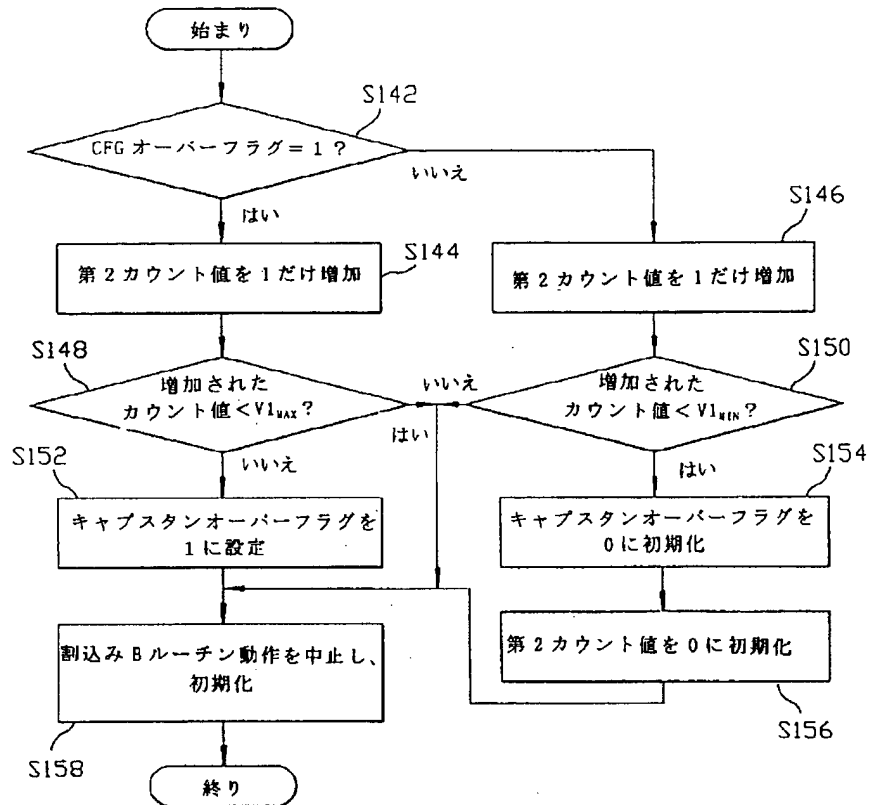 始まり
S142
CFGオーバーフラグ=1?
いいえ
はい
S146
第2カウント値を1だけ増加
S144
第2カウント値を1だけ増加
S148
増加された
カウント値<V1MAX?
いいえ
はい
S150
増加された
カウント値<V1MIN?
S152
いいえ
はい
S154
キャプスタンオーバーフラグを
1に設定
キャプスタンオーバーフラグを
0に初期化
割込みBルーチン動作を中止し、
初期化
第2カウント値を0に初期化
S156
S158
終り